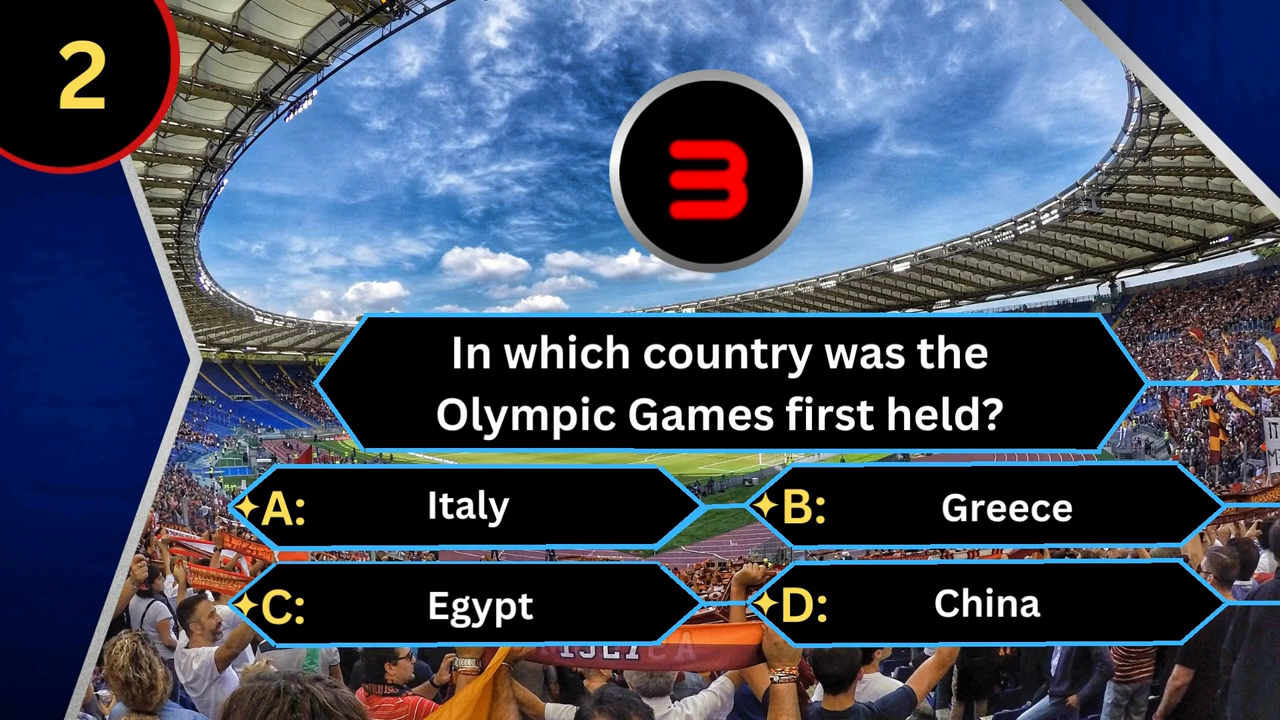 2
3
In which country was the
Olympic Games first held?
A: Italy
B: Greece
C: Egypt
D: China